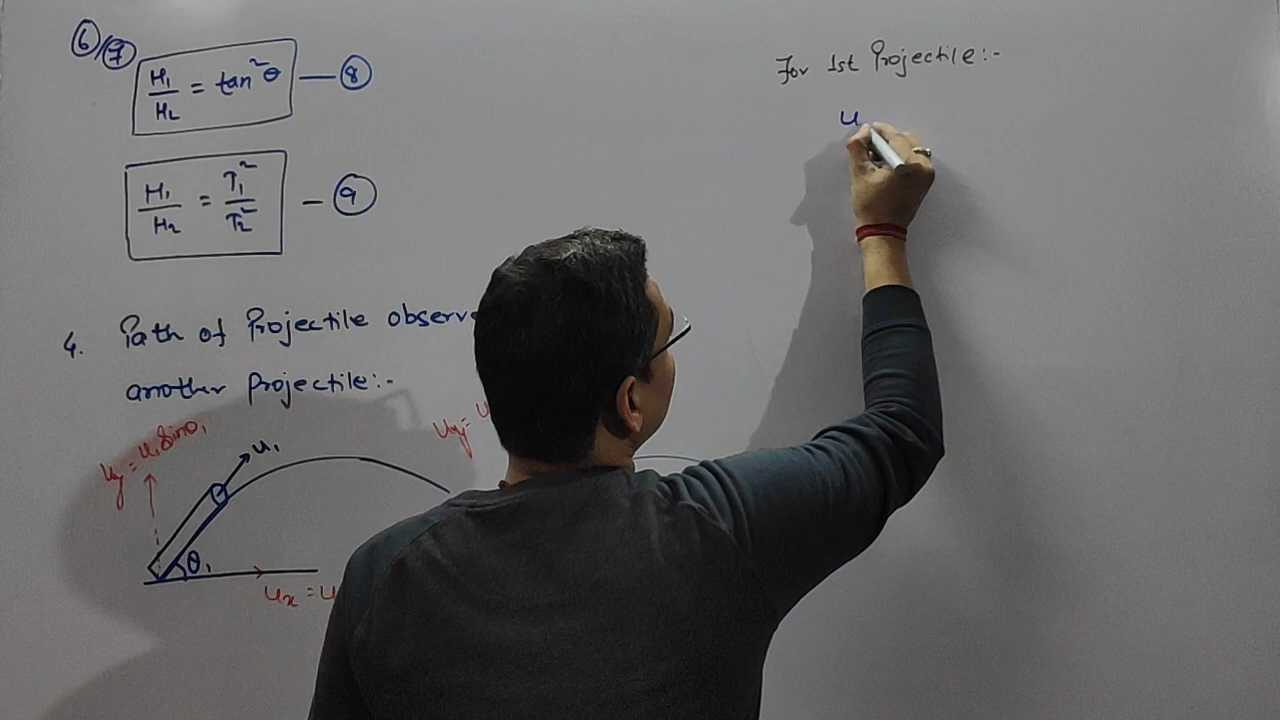 ⑥/⑦
H₁/H₂ = tan²θ — ⑧
H₁/H₂ = T₁²/T₂² — ⑨
4. Path of Projectile observe
another Projectile:-
uy = u₁sinθ₁
u₁
θ₁
ux = u
uy = u
For 1st Projectile:-
u